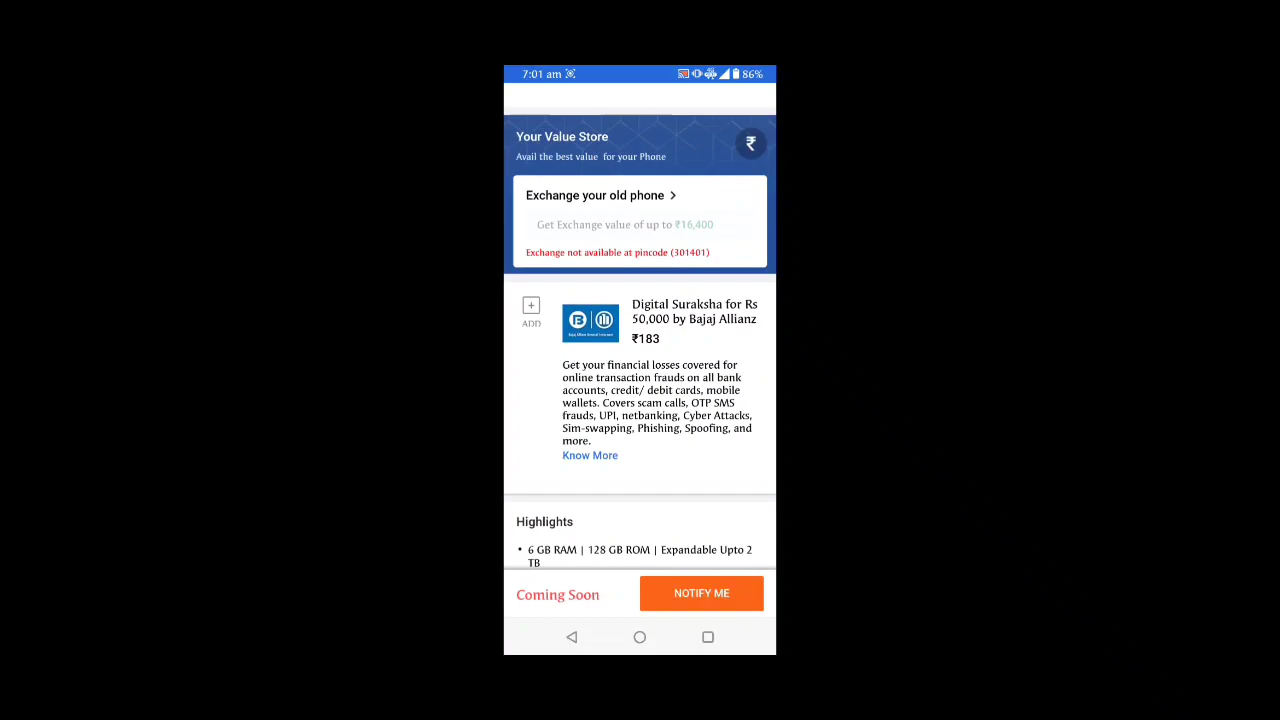 7:01 am
86%
Your Value Store
Avail the best value for your Phone
₹
Exchange your old phone
Get Exchange value of up to ₹16,400
Exchange not available at pincode (301401)
ADD
Digital Suraksha for Rs
50,000 by Bajaj Allianz
₹183
Get your financial losses covered for
online transaction frauds on all bank
accounts, credit/ debit cards, mobile
wallets. Covers scam calls, OTP SMS
frauds, UPI, netbanking, Cyber Attacks,
Sim-swapping, Phishing, Spoofing, and
more.
Know More
Highlights
• 6 GB RAM | 128 GB ROM | Expandable Upto 2
TB
Coming Soon
NOTIFY ME